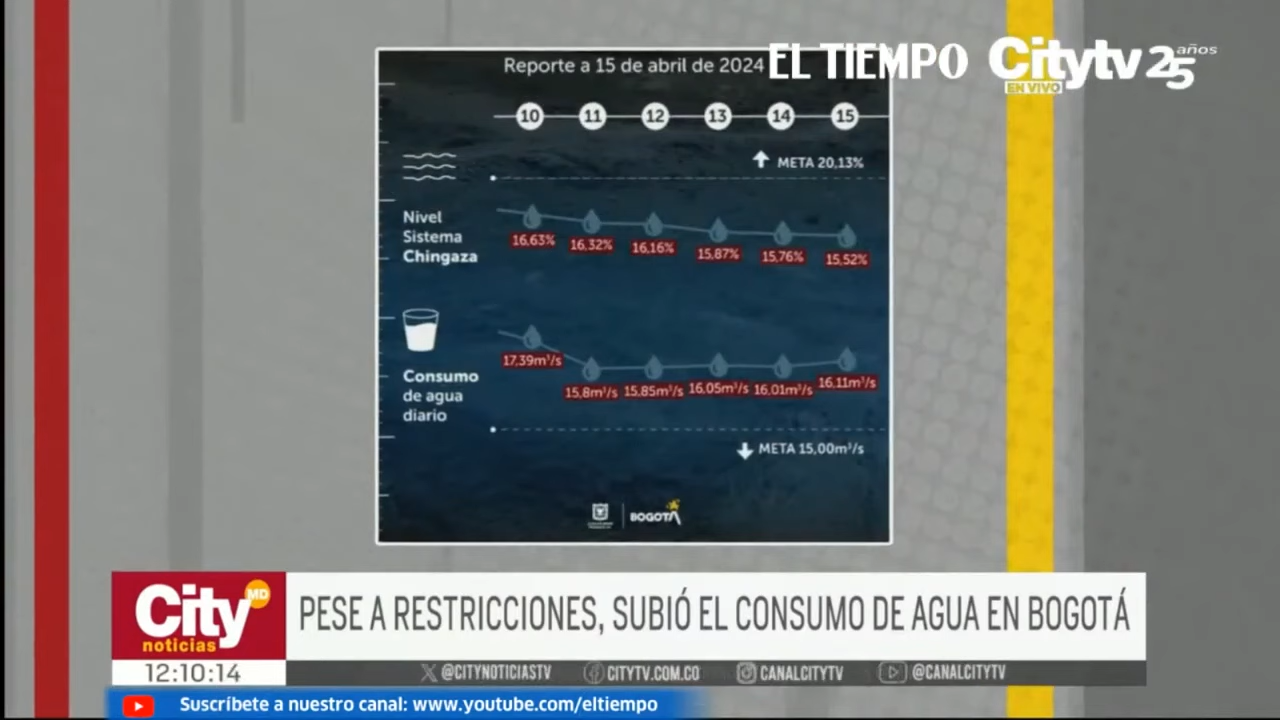 Reporte a 15 de abril de 2024
EL TIEMPO
Citytv 25 años
EN VIVO
10 11 12 13 14 15
META 20,13%
Nivel
Sistema
Chingaza
16,63% 16,32% 16,16% 15,87% 15,76% 15,52%
Consumo
de agua
diario
17,39m³/s 15,8m³/s 15,85m³/s 16,05m³/s 16,01m³/s 16,11m³/s
META 15,00m³/s
BOGOTÁ
City MD
noticias
PESE A RESTRICCIONES, SUBIÓ EL CONSUMO DE AGUA EN BOGOTÁ
12:10:14
@CITYNOTICIASTV CITYTV.COM.CO CANALCITYTV @CANALCITYTV
Suscríbete a nuestro canal: www.youtube.com/eltiempo